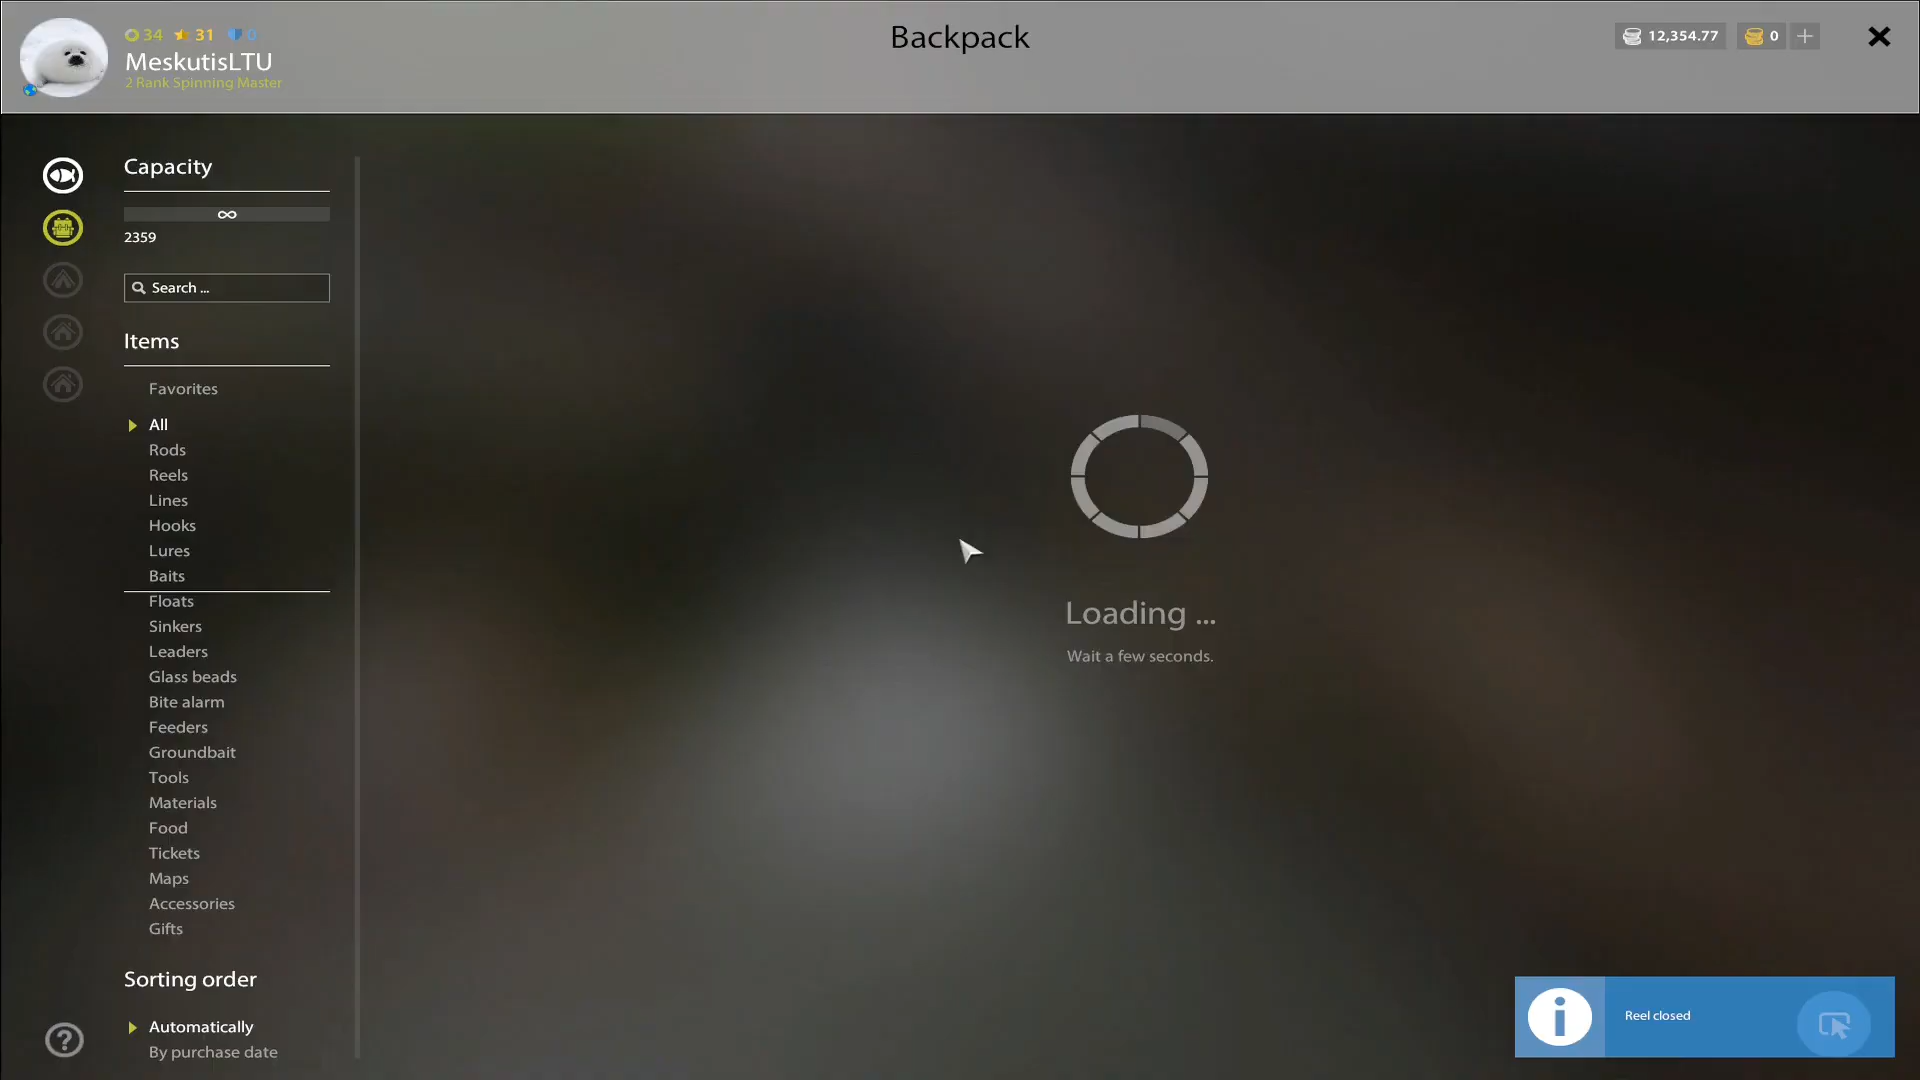 34 31 0
MeskutisLTU
2 Rank Spinning Master
Backpack
12,354.77 0 +
Capacity
∞
2359
Search ...
Items
Favorites
All
Rods
Reels
Lines
Hooks
Lures
Baits
Floats
Sinkers
Leaders
Glass beads
Bite alarm
Feeders
Groundbait
Tools
Materials
Food
Tickets
Maps
Accessories
Gifts
Sorting order
Automatically
By purchase date
Loading ...
Wait a few seconds.
Reel closed